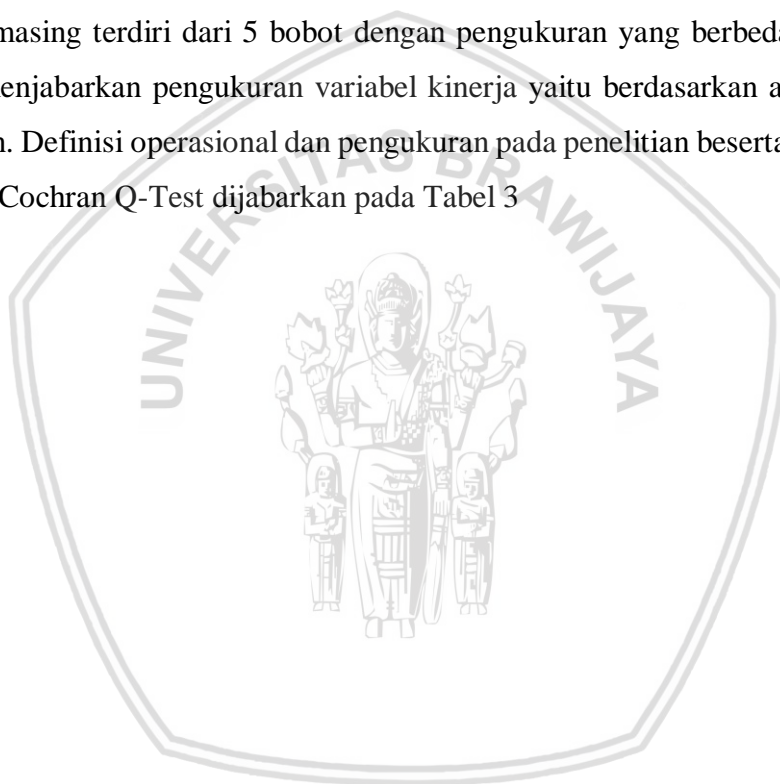 masing terdiri dari 5 bobot dengan pengukuran yang berbeda
enjabarkan pengukuran variabel kinerja yaitu berdasarkan a
n. Definisi operasional dan pengukuran pada penelitian beserta
Cochran Q-Test dijabarkan pada Tabel 3
UNIVERSITAS BRAWIJAYA